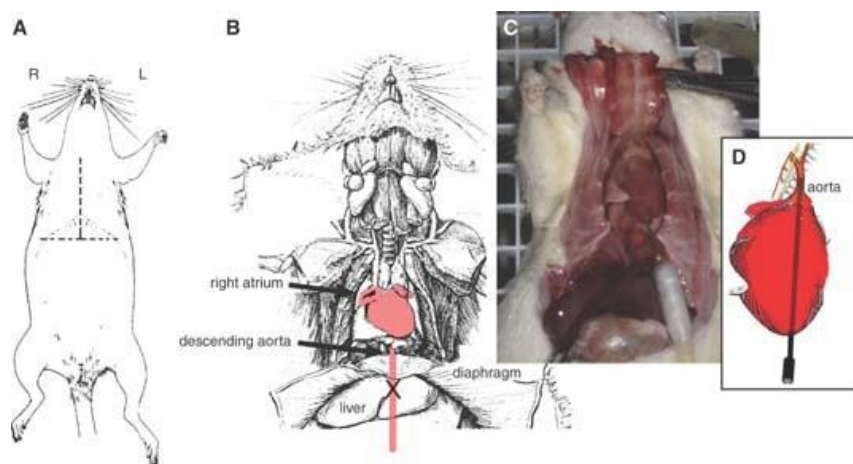 A
R
L
B
right atrium
descending aorta
diaphragm
liver
X
C
D
aorta